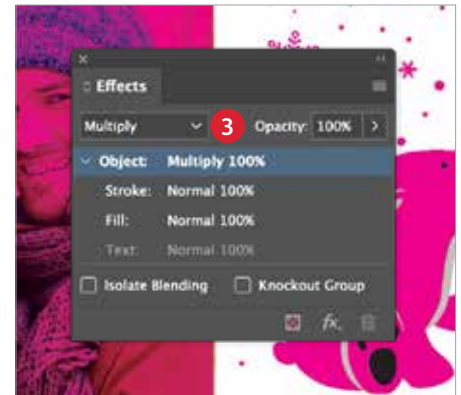 Effects
Multiply 3 Opacity: 100%
Object: Multiply 100%
Stroke: Normal 100%
Fill: Normal 100%
Text: Normal 100%
Isolate Blending Knockout Group
fx.